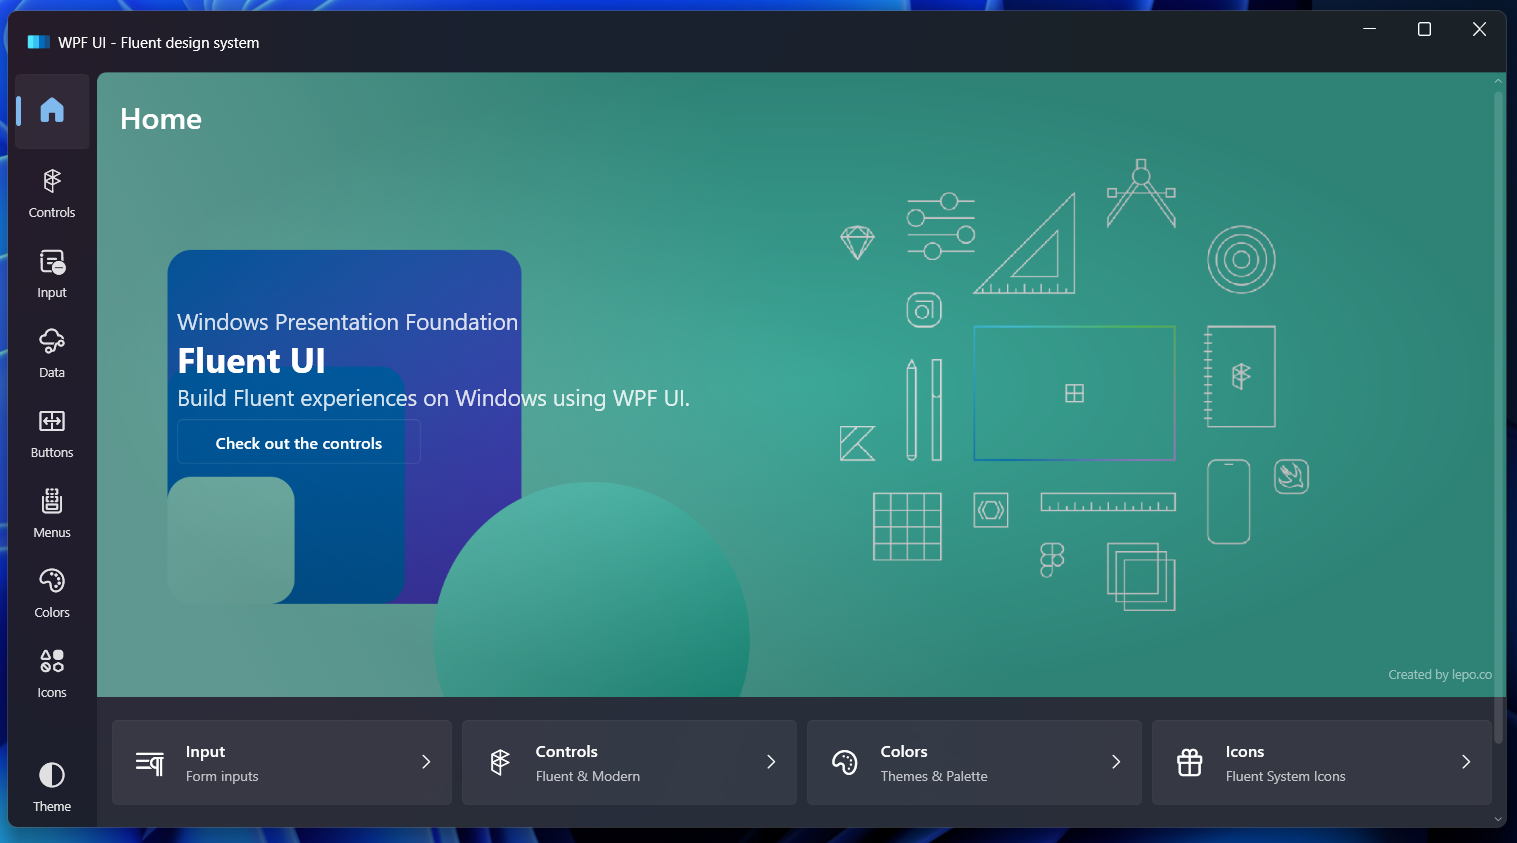 WPF UI - Fluent design system
Home
Controls
Input
Data
Buttons
Menus
Colors
Icons
Theme
Windows Presentation Foundation
Fluent UI
Build Fluent experiences on Windows using WPF UI.
Check out the controls
Created by lepo.co
Input
Form inputs
Controls
Fluent & Modern
Colors
Themes & Palette
Icons
Fluent System Icons